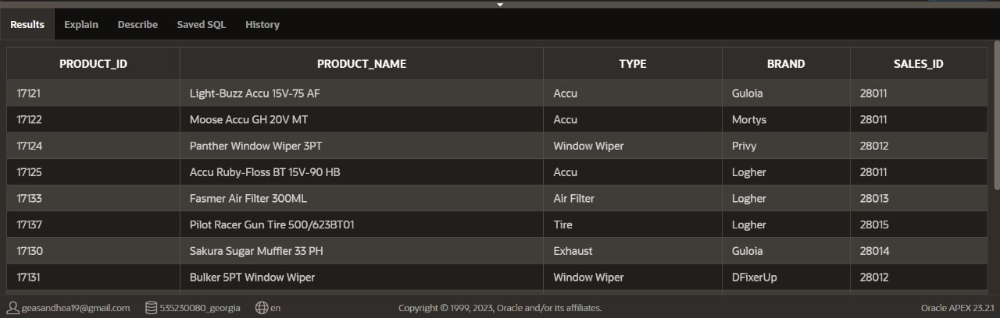 Results Explain Describe Saved SQL History
PRODUCT_ID PRODUCT_NAME TYPE BRAND SALES_ID
17121 Light-Buzz Accu 15V-75 AF Accu Guloia 28011
17122 Moose Accu GH 20V MT Accu Mortys 28011
17124 Panther Window Wiper 3PT Window Wiper Privy 28012
17125 Accu Ruby-Floss BT 15V-90 HB Accu Logher 28011
17133 Fasmer Air Filter 300ML Air Filter Logher 28013
17137 Pilot Racer Gun Tire 500/623BT01 Tire Logher 28015
17130 Sakura Sugar Muffler 33 PH Exhaust Guloia 28014
17131 Bulker 5PT Window Wiper Window Wiper DFixerUp 28012
geasandhea19@gmail.com 535230080_georgia en Copyright © 1999, 2023, Oracle and/or its affiliates. Oracle APEX 23.2.1